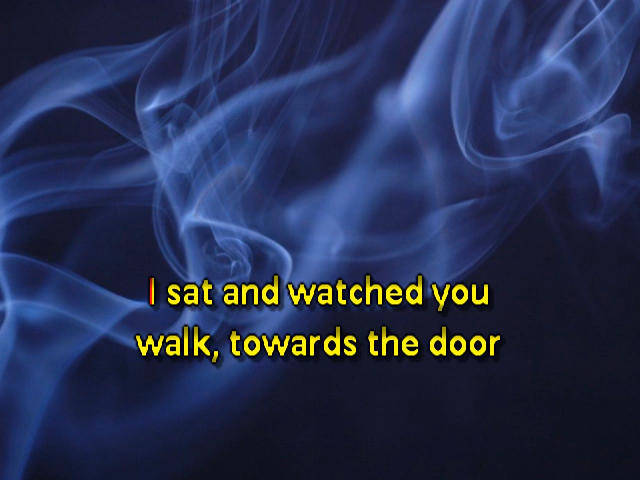 I sat and watched you
walk, towards the door